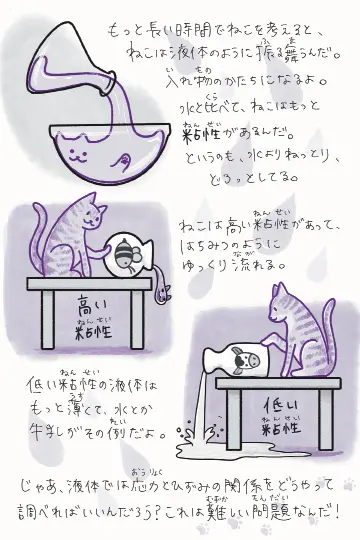 もっと長い時間でねこを考えると、
ねこは液体のように振る舞うんだ。
入れ物のかたちになるよ。
水と比べて、ねこはもっと
粘性があるんだ。
というのも、水よりねっとり、
どろっとしてる。
ねこは高い粘性があって、
はちみつのように
ゆっくり流れる。
高い
粘性
低い粘性の液体は
もっと薄くて、水とか
牛乳がその例だよ。
低い
粘性
じゃあ、液体では応力とひずみの関係をどうやって
調べればいいんだろう？これは難しい問題なんだ！